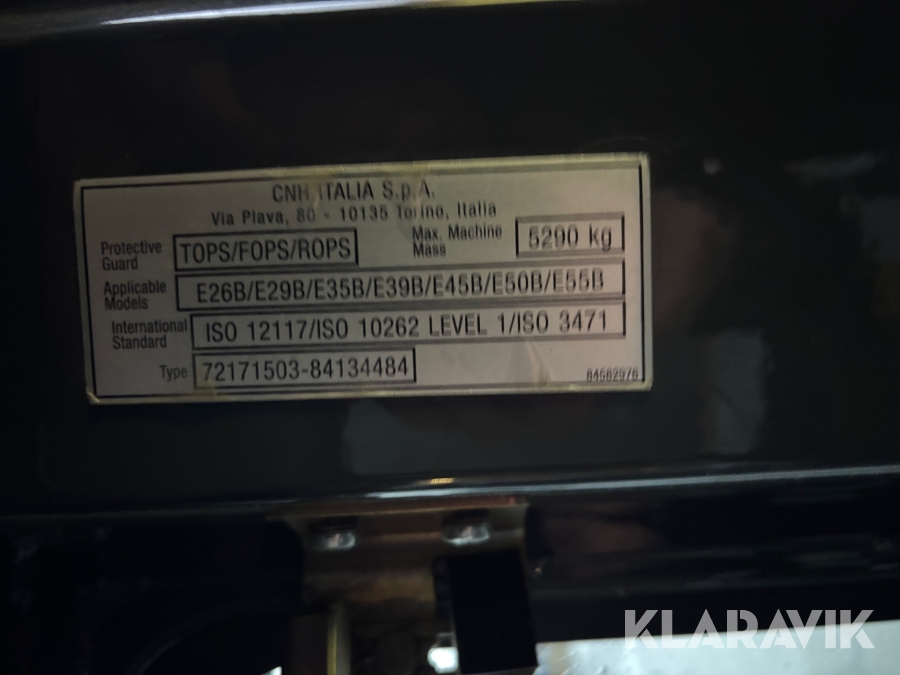 CNH ITALIA S.p.A.
Via Plava, 80 - 10135 Torino, Italia
Protective Guard TOPS/FOPS/ROPS Max. Machine Mass 5290 kg
Applicable Models E26B/E29B/E35B/E39B/E45B/E50B/E55B
International Standard ISO 12117/ISO 10262 LEVEL 1/ISO 3471
Type 72171503-84134484 84582976
KLARAVIK